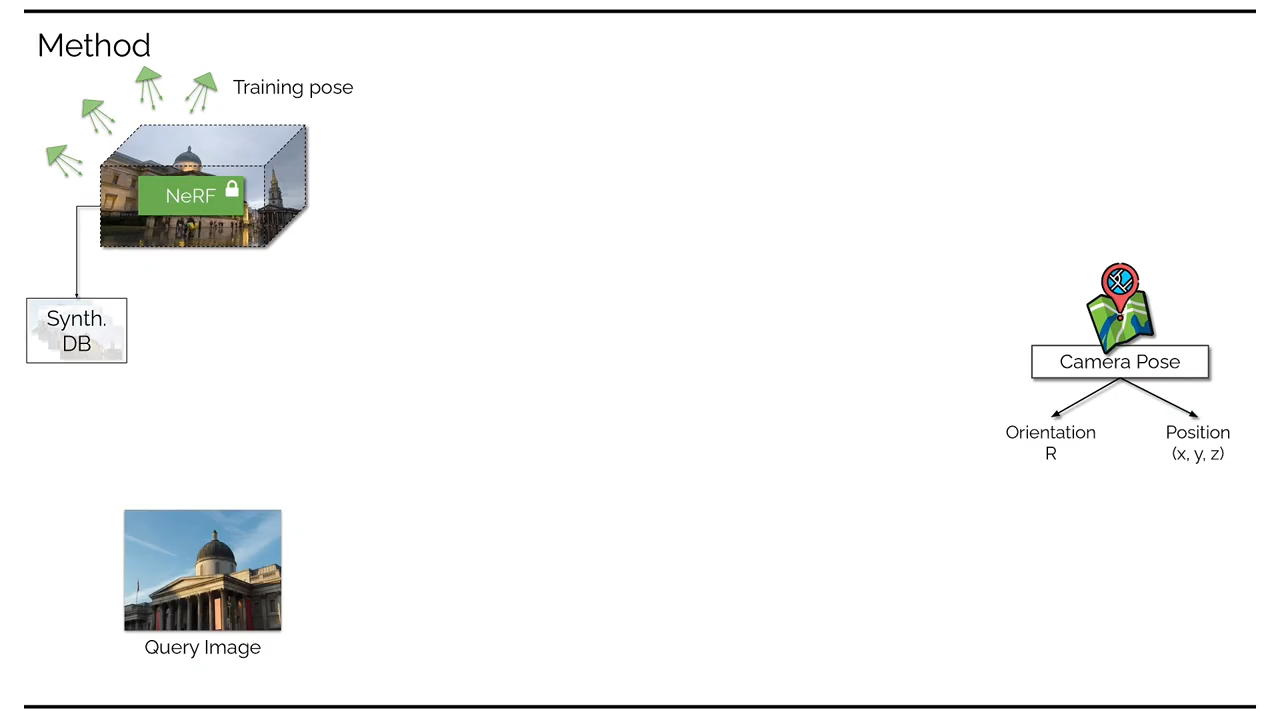 Method
Training pose
NeRF
Synth.
DB
Camera Pose
Orientation
R
Position
(x, y, z)
Query Image